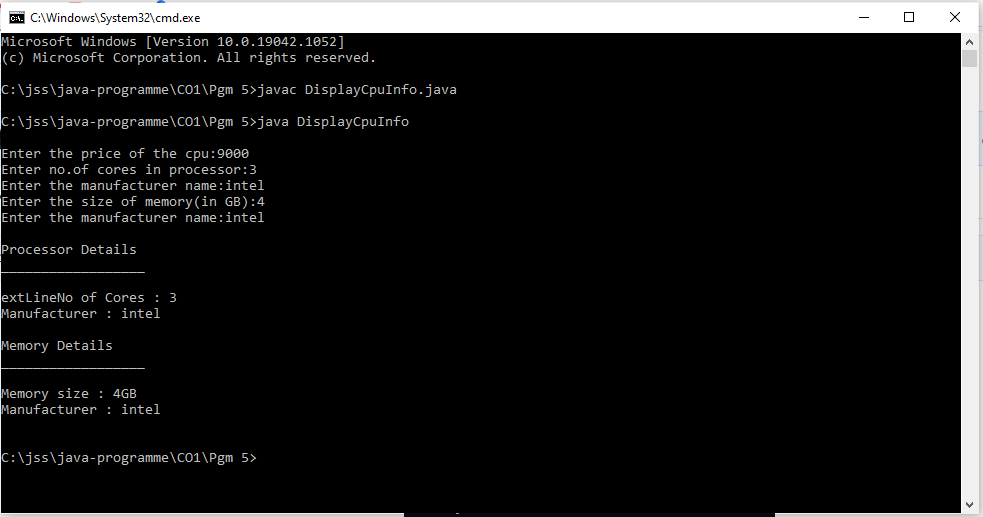 C:\Windows\System32\cmd.exe
Microsoft Windows [Version 10.0.19042.1052]
(c) Microsoft Corporation. All rights reserved.
C:\jss\java-programme\CO1\Pgm 5>javac DisplayCpuInfo.java
C:\jss\java-programme\CO1\Pgm 5>java DisplayCpuInfo
Enter the price of the cpu:9000
Enter no.of cores in processor:3
Enter the manufacturer name:intel
Enter the size of memory(in GB):4
Enter the manufacturer name:intel
Processor Details
__________________
extLineNo of Cores : 3
Manufacturer : intel
Memory Details
__________________
Memory size : 4GB
Manufacturer : intel
C:\jss\java-programme\CO1\Pgm 5>